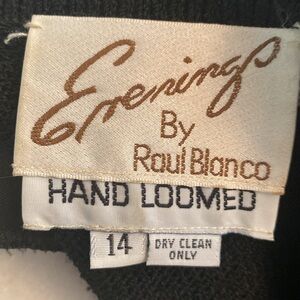 Evenings
By
Raul Blanco
HAND LOOMED
14
DRY CLEAN
ONLY